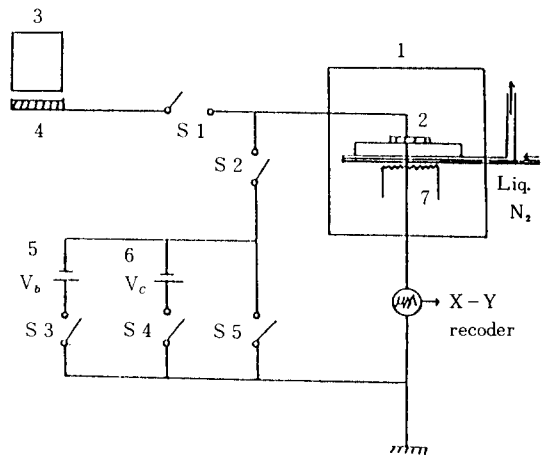 3
1
4
S 1
2
S 2
7
Liq.
N₂
5
6
V_b
V_c
S 3
S 4
S 5
X-Y
recoder